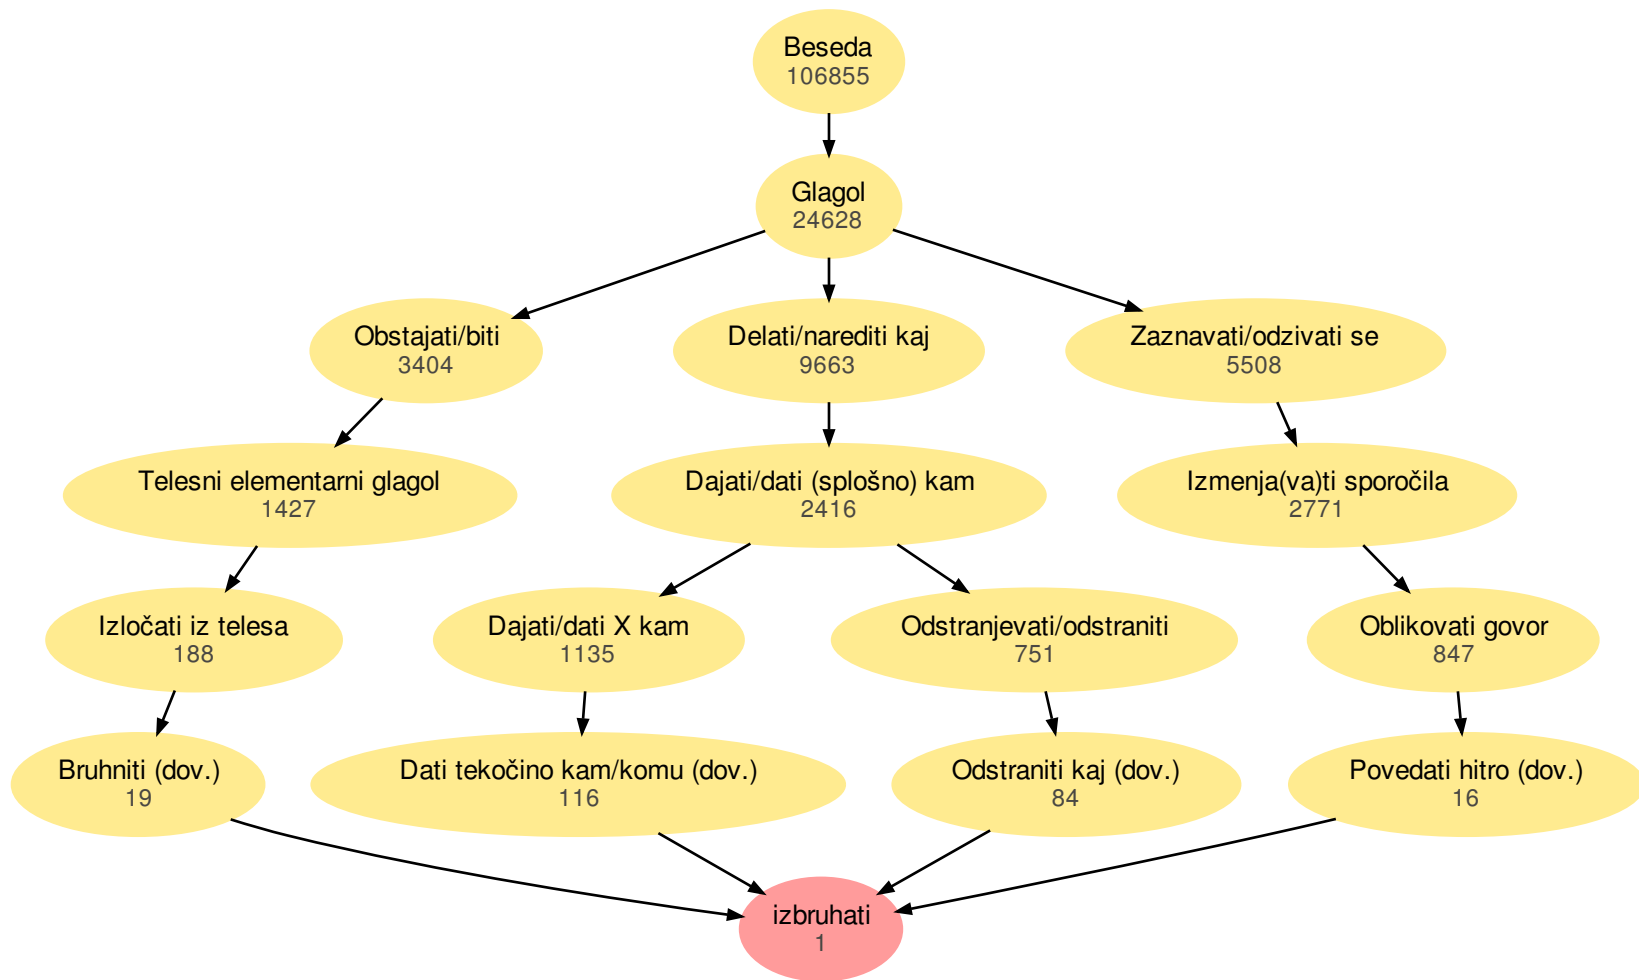 Beseda
106855
Glagol
24628
Obstajati/biti
3404
Delati/narediti kaj
9663
Zaznavati/odzivati se
5508
Telesni elementarni glagol
1427
Dajati/dati (splošno) kam
2416
Izmenja(va)ti sporočila
2771
Izločati iz telesa
188
Dajati/dati X kam
1135
Odstranjevati/odstraniti
751
Oblikovati govor
847
Bruhniti (dov.)
19
Dati tekočino kam/komu (dov.)
116
Odstraniti kaj (dov.)
84
Povedati hitro (dov.)
16
izbruhati
1